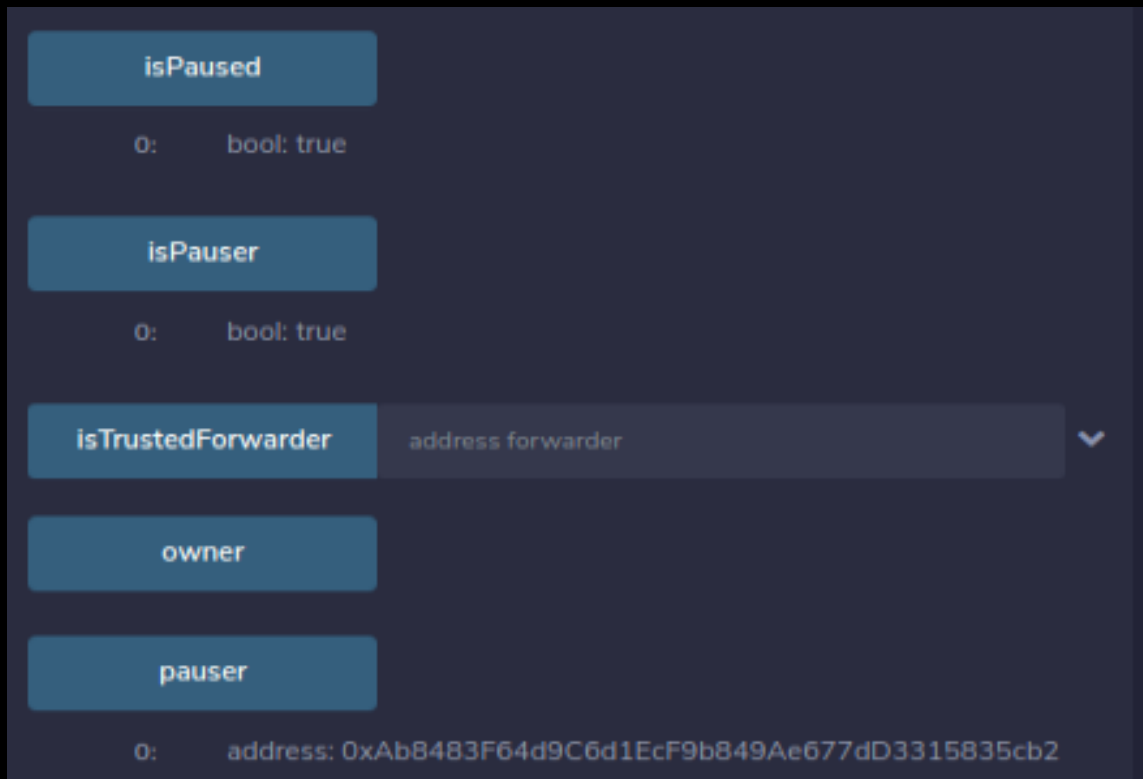 isPaused
0: bool: true
isPauser
0: bool: true
isTrustedForwarder address forwarder
owner
pauser
0: address: 0xAb8483F64d9C6d1EcF9b849Ae677dD3315835cb2